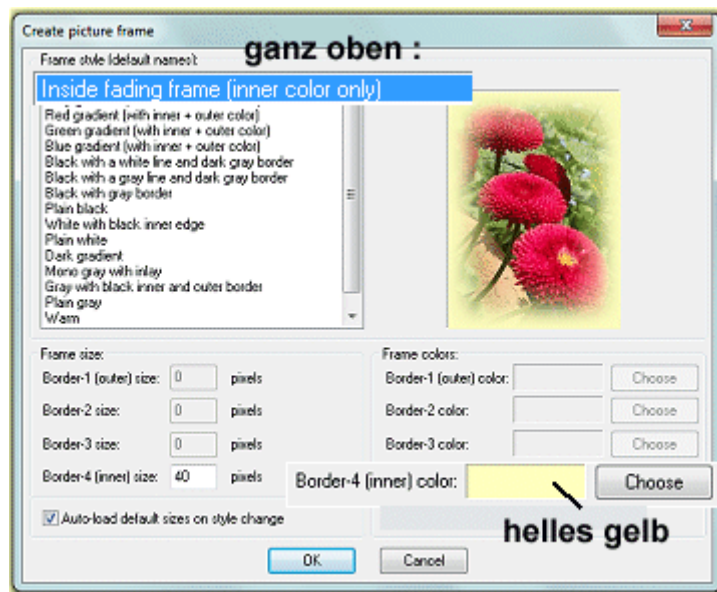 Create picture frame
Frame style (default names):
ganz oben :
Inside fading frame (inner color only)
Red gradient (with inner + outer color)
Green gradient (with inner + outer color)
Blue gradient (with inner + outer color)
Black with a white line and dark gray border
Black with a gray line and dark gray border
Black with gray border
Plain black
White with black inner edge
Plain white
Dark gradient
Mono gray with inlay
Gray with black inner and outer border
Plain gray
Warm
Frame size:
Border-1 (outer) size: 0 pixels
Border-2 size: 0 pixels
Border-3 size: 0 pixels
Border-4 (inner) size: 40 pixels
Auto-load default sizes on style change
Frame colors:
Border-1 (outer) color: Choose
Border-2 color: Choose
Border-3 color: Choose
Border-4 (inner) color: Choose
helles gelb
OK Cancel